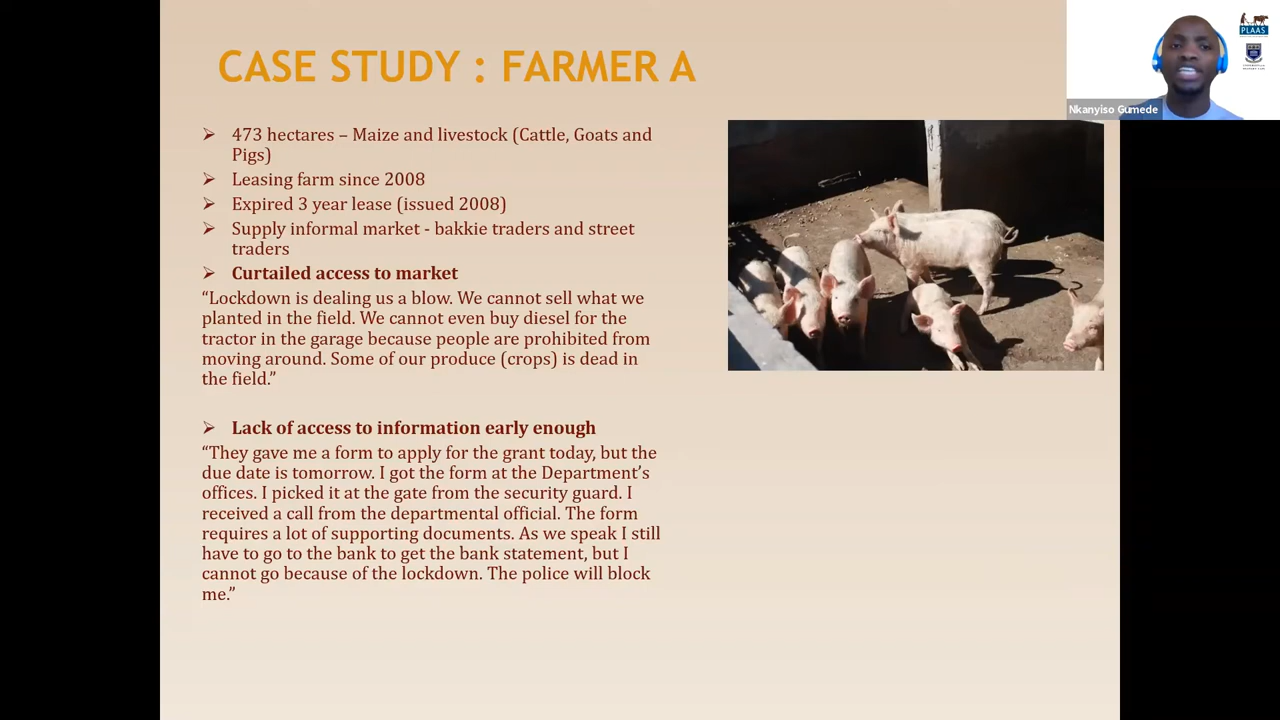 CASE STUDY : FARMER A
PLAAS
Nkanyiso Gumede
➢ 473 hectares – Maize and livestock (Cattle, Goats and
Pigs)
➢ Leasing farm since 2008
➢ Expired 3 year lease (issued 2008)
➢ Supply informal market - bakkie traders and street
traders
➢ Curtailed access to market
“Lockdown is dealing us a blow. We cannot sell what we
planted in the field. We cannot even buy diesel for the
tractor in the garage because people are prohibited from
moving around. Some of our produce (crops) is dead in
the field.”
➢ Lack of access to information early enough
“They gave me a form to apply for the grant today, but the
due date is tomorrow. I got the form at the Department’s
offices. I picked it at the gate from the security guard. I
received a call from the departmental official. The form
requires a lot of supporting documents. As we speak I still
have to go to the bank to get the bank statement, but I
cannot go because of the lockdown. The police will block
me.”